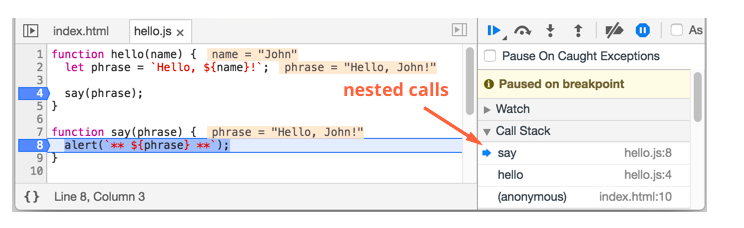 index.html hello.js ×
As
1 function hello(name) { name = "John"
2 let phrase = `Hello, ${name}!`; phrase = "Hello, John!"
3
4 say(phrase);
5 }
6
7 function say(phrase) { phrase = "Hello, John!"
8 alert(`** ${phrase} **`);
9 }
10
{} Line 8, Column 3
nested calls
Pause On Caught Exceptions
Paused on breakpoint
Watch
Call Stack
say hello.js:8
hello hello.js:4
(anonymous) index.html:10